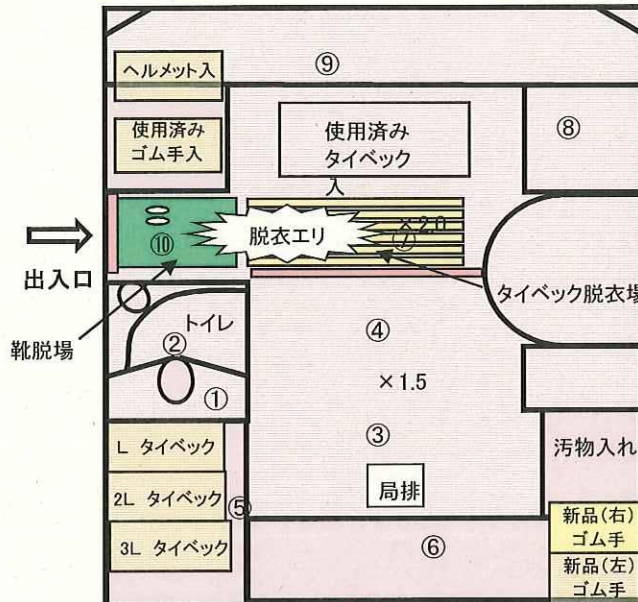 ⑨
ヘルメット入
使用済み
ゴム手入
使用済み
タイベック
入
⑧
出入口
⑩
脱衣エリ
×2.0
⑦
タイベック脱衣場
靴脱場
トイレ
②
①
④
×1.5
③
局排
L タイベック
2L タイベック
3L タイベック
⑤
⑥
汚物入れ
新品(右)
ゴム手
新品(左)
ゴム手